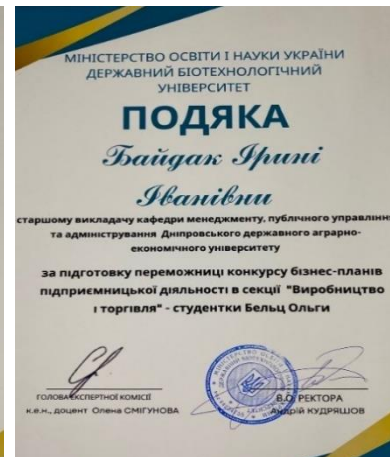 МІНІСТЕРСТВО ОСВІТИ І НАУКИ УКРАЇНИ
ДЕРЖАВНИЙ БІОТЕХНОЛОГІЧНИЙ
УНІВЕРСИТЕТ
ПОДЯКА
Байдак Ірині
Іванівни
старшому викладачу кафедри менеджменту, публічного управління
та адміністрування Дніпровського державного аграрно-
економічного університету
за підготовку переможниці конкурсу бізнес-планів
підприємницької діяльності в секції "Виробництво
і торгівля" - студентки Бельц Ольги
ГОЛОВА ЕКСПЕРТНОЇ КОМІСІЇ
к.е.н., доцент Олена СМІГУНОВА
В.О. РЕКТОРА
Андрій КУДРЯШОВ